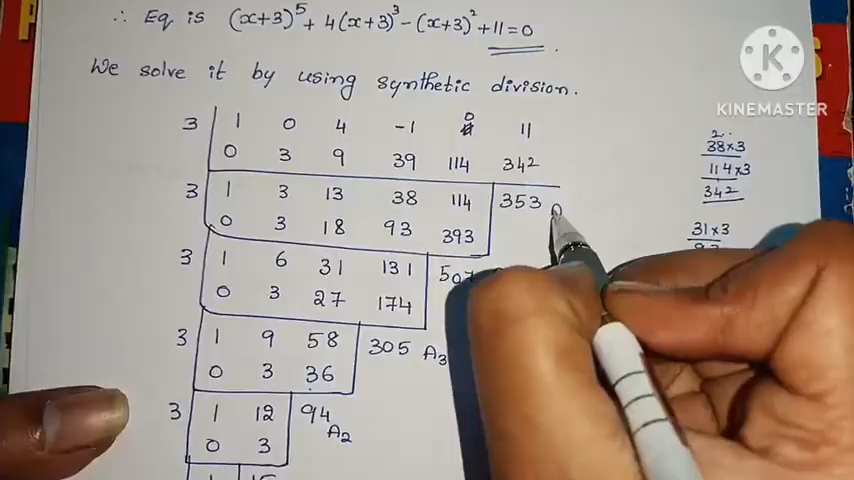 ∴ Eq is (x+3)⁵ + 4(x+3)³ - (x+3)² + 11 = 0.
We solve it by using synthetic division.
KINEMASTER
3 1 0 4 -1 0 11
0 3 9 39 114 342
3 1 3 13 38 114 353
0 3 18 93 393
3 1 6 31 131 507
0 3 27 174
3 1 9 58 305 A₃
0 3 36
3 1 12 94 A₂
0 3
1 15
38×3
114×3
342
31×3